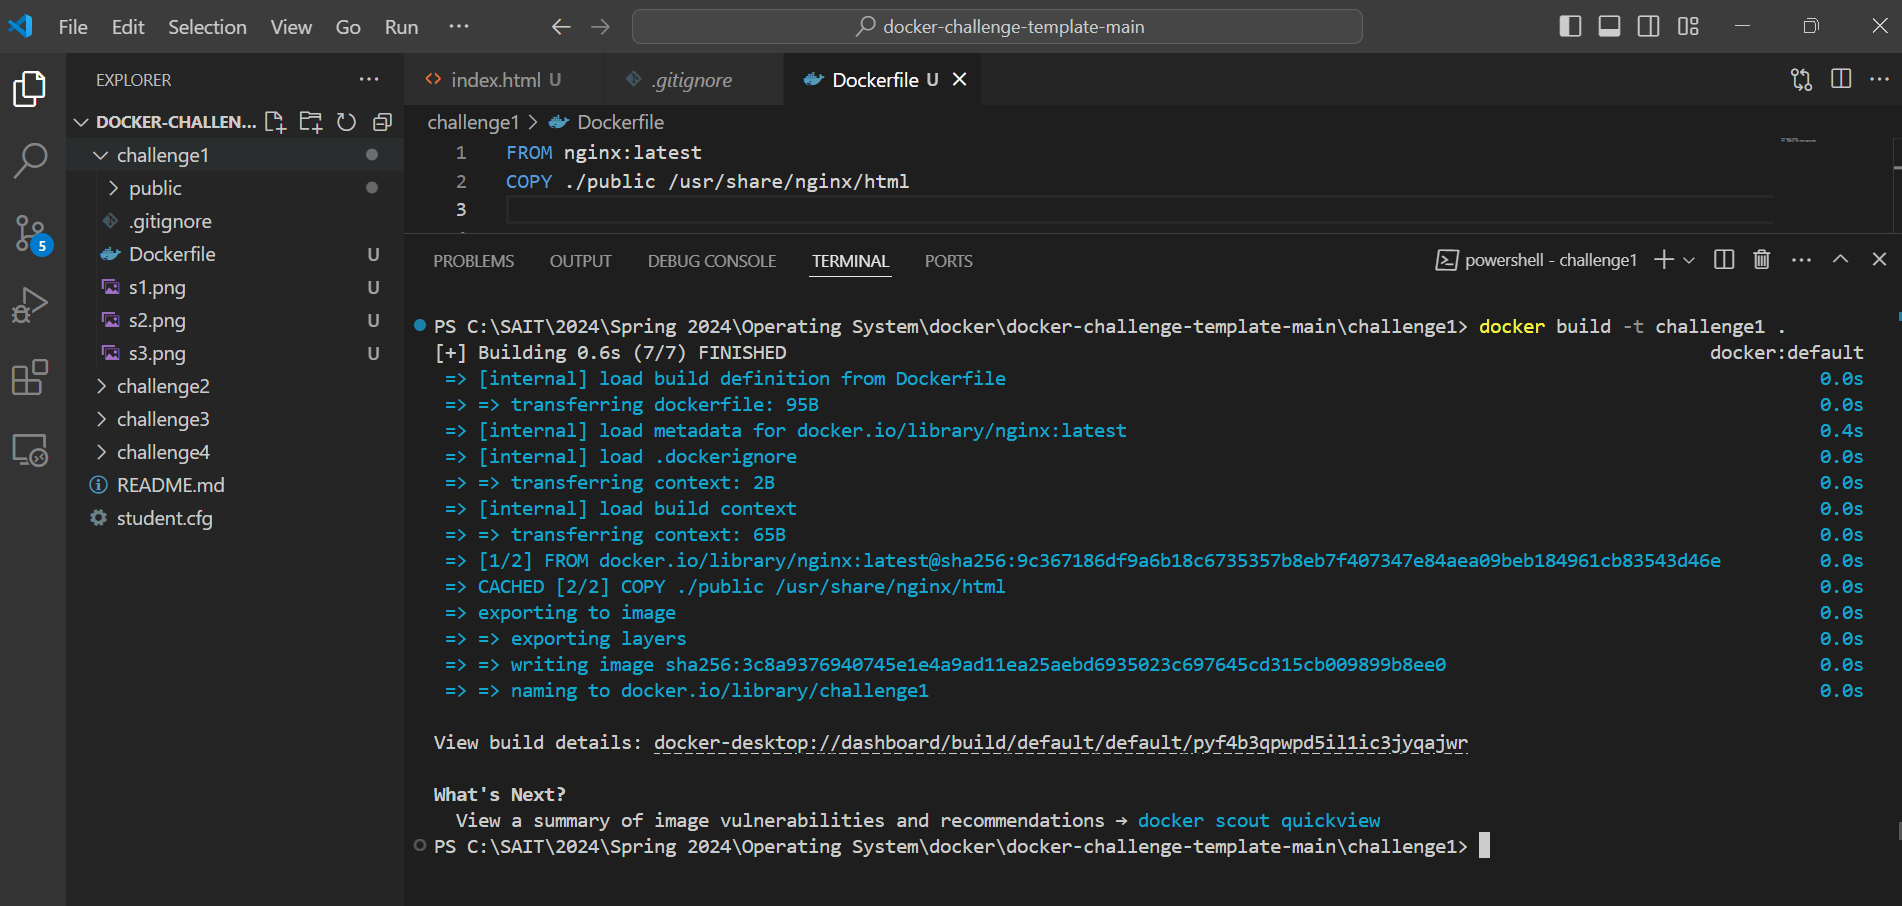 File Edit Selection View Go Run ··· docker-challenge-template-main
EXPLORER ···
DOCKER-CHALLEN...
challenge1
public
.gitignore
Dockerfile U
s1.png U
s2.png U
s3.png U
challenge2
challenge3
challenge4
README.md
student.cfg
5
index.html U .gitignore Dockerfile U
challenge1 > Dockerfile
1 FROM nginx:latest
2 COPY ./public /usr/share/nginx/html
3
PROBLEMS OUTPUT DEBUG CONSOLE TERMINAL PORTS powershell - challenge1
PS C:\SAIT\2024\Spring 2024\Operating System\docker\docker-challenge-template-main\challenge1> docker build -t challenge1 .
[+] Building 0.6s (7/7) FINISHED docker:default
=> [internal] load build definition from Dockerfile 0.0s
=> => transferring dockerfile: 95B 0.0s
=> [internal] load metadata for docker.io/library/nginx:latest 0.4s
=> [internal] load .dockerignore 0.0s
=> => transferring context: 2B 0.0s
=> [internal] load build context 0.0s
=> => transferring context: 65B 0.0s
=> [1/2] FROM docker.io/library/nginx:latest@sha256:9c367186df9a6b18c6735357b8eb7f407347e84aea09beb184961cb83543d46e 0.0s
=> CACHED [2/2] COPY ./public /usr/share/nginx/html 0.0s
=> exporting to image 0.0s
=> => exporting layers 0.0s
=> => writing image sha256:3c8a9376940745e1e4a9ad11ea25aebd6935023c697645cd315cb009899b8ee0 0.0s
=> => naming to docker.io/library/challenge1 0.0s
View build details: docker-desktop://dashboard/build/default/default/pyf4b3qpwpd5il1ic3jyqajwr
What's Next?
View a summary of image vulnerabilities and recommendations → docker scout quickview
PS C:\SAIT\2024\Spring 2024\Operating System\docker\docker-challenge-template-main\challenge1>